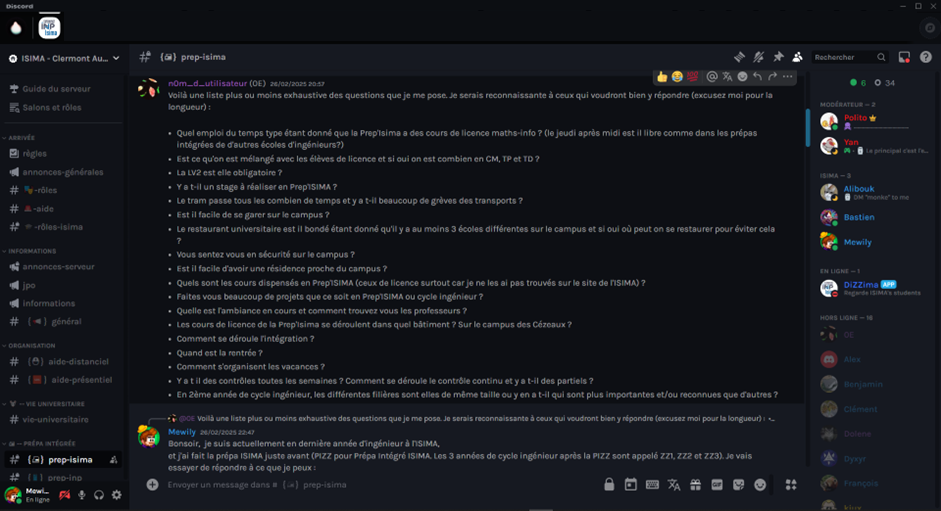 Discord
INP
isima
ISIMA - Clermont Au...
{ } prep-isima
Rechercher
Guide du serveur
Salons et rôles
ARRIVÉE
règles
annonces-générales
-rôles
-aide
-rôles-isima
INFORMATIONS
annonces-serveur
jpo
informations
{ } général
ORGANISATION
{ } aide-distanciel
{ } aide-présentiel
VIE UNIVERSITAIRE
vie-universitaire
PRÉPA INTÉGRÉE
{ } prep-isima
{ } prep-inp
Mewi...
En ligne
n0m_d_utilisateur (OE) 26/02/2025 20:57
Voilà une liste plus ou moins exhaustive des questions que je me pose. Je serais reconnaissante à ceux qui voudront bien y répondre (excusez moi pour la
longueur) :
• Quel emploi du temps type étant donné que la Prep'Isima a des cours de licence maths-info ? (le jeudi après midi est il libre comme dans les prépas
intégrées de d'autres écoles d'ingénieurs?)
• Est ce qu'on est mélangé avec les élèves de licence et si oui on est combien en CM, TP et TD ?
• La LV2 est elle obligatoire ?
• Y a t-il un stage à réaliser en Prep'ISIMA ?
• Le tram passe tous les combien de temps et y a t-il beaucoup de grèves des transports ?
• Est il facile de se garer sur le campus ?
• Le restaurant universitaire est il bondé étant donné qu'il y a au moins 3 écoles différentes sur le campus et si oui où peut on se restaurer pour éviter cela
?
• Vous sentez vous en sécurité sur le campus ?
• Est il facile d'avoir une résidence proche du campus ?
• Quels sont les cours dispensés en Prep'ISIMA (ceux de licence surtout car je ne les ai pas trouvés sur le site de l'ISIMA) ?
• Faites vous beaucoup de projets que ce soit en Prep'ISIMA ou cycle ingénieur ?
• Quelle est l'ambiance en cours et comment trouvez vous les professeurs ?
• Les cours de licence de la Prep'isima se déroulent dans quel bâtiment ? Sur le campus des Cézeaux ?
• Comment se déroule l'intégration ?
• Quand est la rentrée ?
• Comment s'organisent les vacances ?
• Y a t il des contrôles toutes les semaines ? Comment se déroule le contrôle continu et y a t-il des partiels ?
• En 2ème année de cycle ingénieur, les différentes filières sont elles de même taille ou y en a t-il qui sont plus importantes et/ou reconnues que d'autres ?
@OE Voilà une liste plus ou moins exhaustive des questions que je me pose. Je serais reconnaissante à ceux qui voudront bien y répondre (excusez moi pour la longueur) : •...
Mewily 26/02/2025 22:47
Bonsoir, je suis actuellement en dernière année d'ingénieur à l'ISIMA,
et j'ai fait la prépa ISIMA juste avant (PIZZ pour Prépa Intégré ISIMA. Les 3 années de cycle ingénieur après la PIZZ sont appelé ZZ1, ZZ2 et ZZ3). Je vais
essayer de répondre à ce que je peux :
Envoyer un message dans # { } prep-isima
GIF
6 34
MODÉRATEUR — 2
Polito
Yan
Le principal c'est l's...
ISIMA — 3
Alibouk
DM "monka" to me
Bastien
Mewily
EN LIGNE — 1
DiZZima APP
Regarde ISIMA's students
HORS LIGNE — 16
OE
Alex
Benjamin
Clément
Dyxyr
François